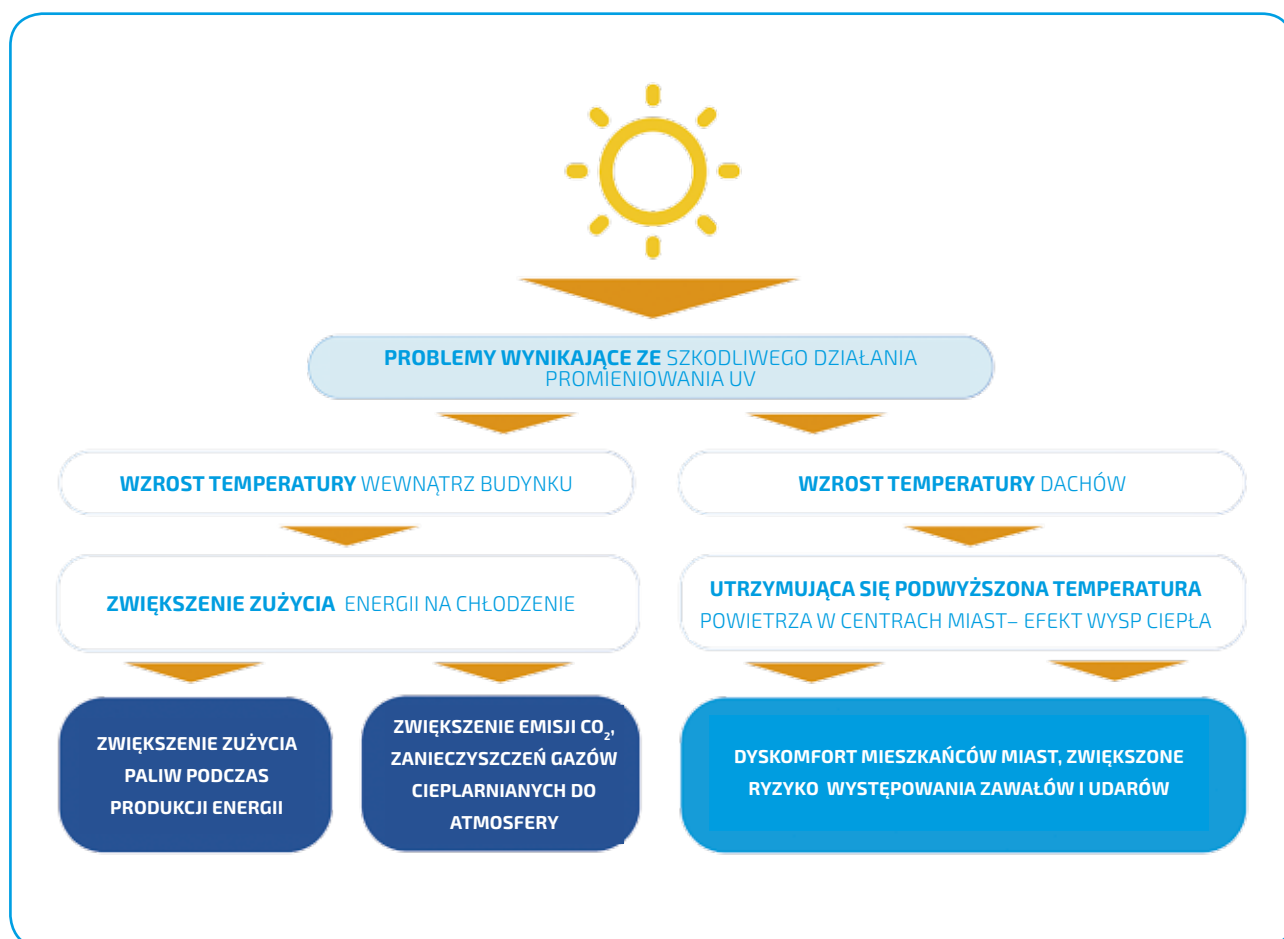 PROBLEMY WYNIKAJĄCE ZE SZKODLIWEGO DZIAŁANIA
PROMIENIOWANIA UV
WZROST TEMPERATURY WEWNĄTRZ BUDYNKU
WZROST TEMPERATURY DACHÓW
ZWIĘKSZENIE ZUŻYCIA ENERGII NA CHŁODZENIE
UTRZYMUJĄCA SIĘ PODWYŻSZONA TEMPERATURA
POWIETRZA W CENTRACH MIAST– EFEKT WYSP CIEPŁA
ZWIĘKSZENIE ZUŻYCIA
PALIW PODCZAS
PRODUKCJI ENERGII
ZWIĘKSZENIE EMISJI CO₂,
ZANIECZYSZCZEŃ GAZÓW
CIEPLARNIANYCH DO
ATMOSFERY
DYSKOMFORT MIESZKAŃCÓW MIAST, ZWIĘKSZONE
RYZYKO WYSTĘPOWANIA ZAWAŁÓW I UDARÓW